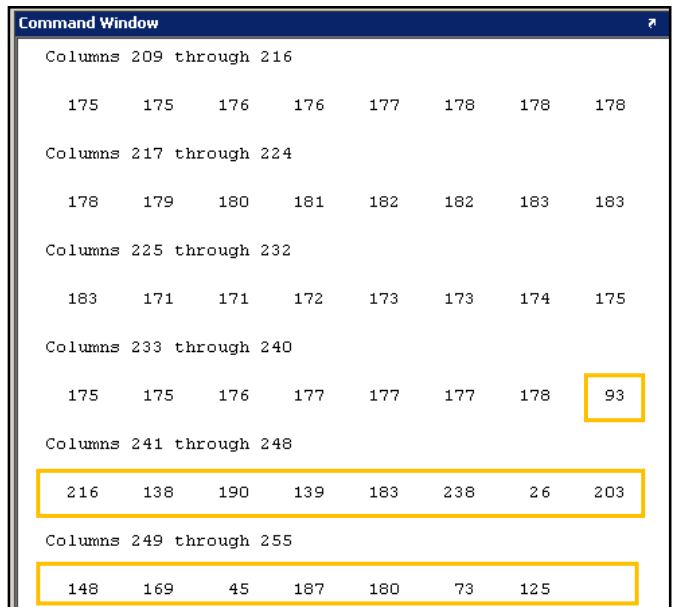 Command Window
Columns 209 through 216
175 175 176 176 177 178 178 178
Columns 217 through 224
178 179 180 181 182 182 183 183
Columns 225 through 232
183 171 171 172 173 173 174 175
Columns 233 through 240
175 175 176 177 177 177 178 93
Columns 241 through 248
216 138 190 139 183 238 26 203
Columns 249 through 255
148 169 45 187 180 73 125